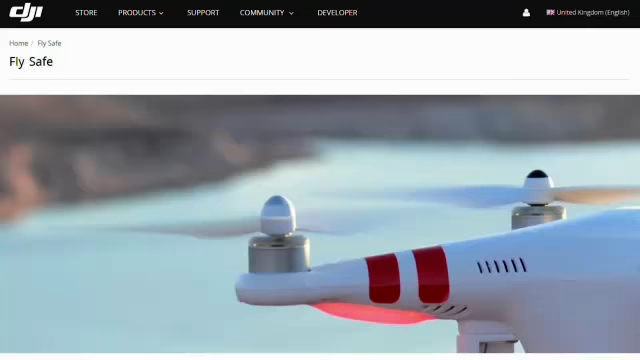 dji STORE PRODUCTS SUPPORT COMMUNITY DEVELOPER United Kingdom (English)
Home / Fly Safe
Fly Safe